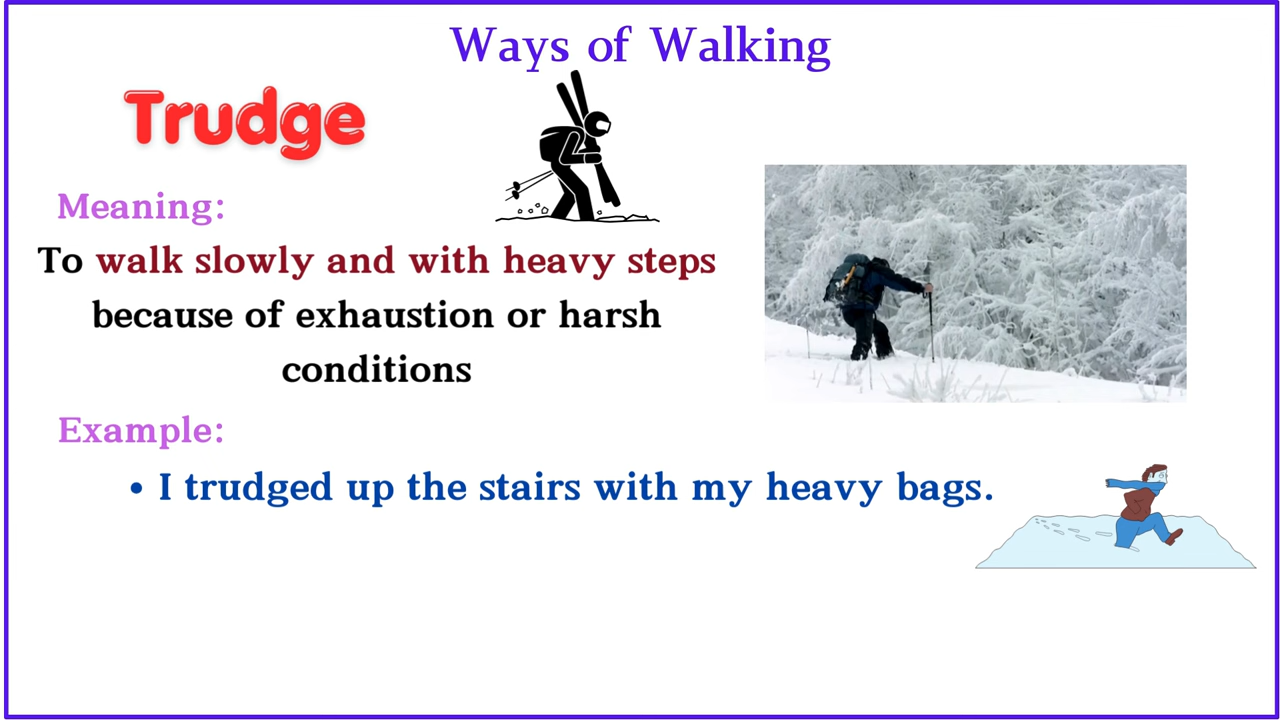 Ways of Walking
Trudge
Meaning:
To walk slowly and with heavy steps
because of exhaustion or harsh
conditions
Example:
• I trudged up the stairs with my heavy bags.